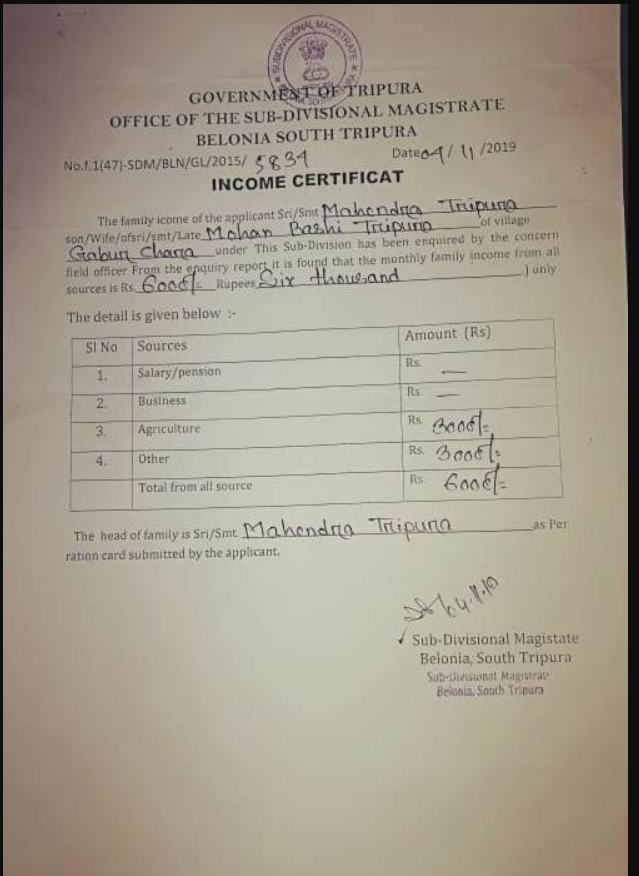 SUBDIVISIONAL MAGISTRATE
GOVERNMENT OF TRIPURA
OFFICE OF THE SUB-DIVISIONAL MAGISTRATE
BELONIA SOUTH TRIPURA
No.f.1(47)-SDM/BLN/GL/2015/ 5834 Date 04/ 11 /2019
INCOME CERTIFICAT
The family icome of the applicant Sri/Smt Mahendra Tripura
son/Wife/ofsri/smt/Late Mohan Bashi Tripura of village
Gabur Chara under This Sub-Division has been enquired by the concern
field officer From the enquiry report it is found that the monthly family income from all
sources is Rs. 6000/= Rupees Six thousand ) only
The detail is given below :-
Sl No Sources Amount (Rs)
1. Salary/pension Rs. —
2. Business Rs. —
3. Agriculture Rs. 3000/=
4. Other Rs. 3000/=
Total from all source Rs. 6000/=
The head of family is Sri/Smt. Mahendra Tripura as Per
ration card submitted by the applicant.
Sub-Divisional Magistate
Belonia, South Tripura
Sub-Divisional Magistrate
Belonia, South Tripura